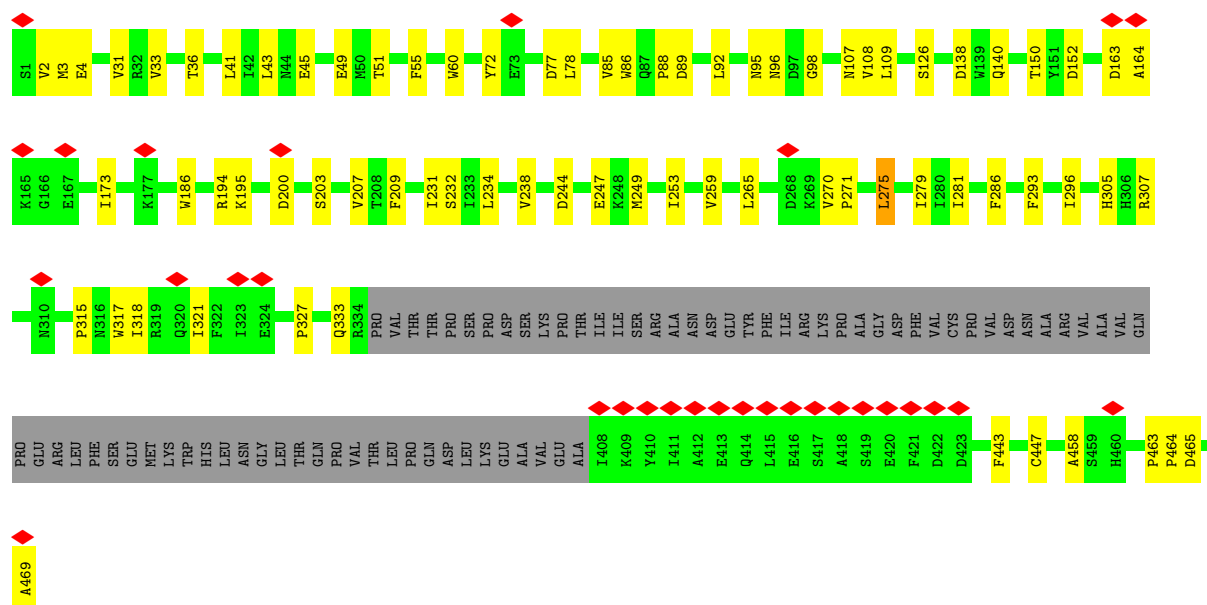 S1 V2 M3 E4 V31 R32 V33 T36 L41 I42 L43 N44 E45 E49 M50 T51 F55 W60 Y72 E73 D77 L78 V85 W86 Q87 P88 D89 L92 N95 N96 D97 G98 N107 V108 L109 S126 D138 W139 Q140 T150 Y151 D152 D163 A164
K165 G166 E167 I173 K177 W186 R194 K195 D200 S203 V207 T208 F209 I231 S232 I233 L234 V238 D244 E247 K248 M249 I253 V259 L265 D268 K269 V270 P271 L275 I279 I280 I281 F286 F293 I296 H305 H306 R307
N310 P315 N316 W317 I318 R319 Q320 I321 F322 I323 E324 P327 Q333 R334 PRO VAL THR THR PRO SER PRO ASP SER LYS PRO THR ILE ILE SER ARG ALA ASN ASP GLU TYR PHE ILE ARG LYS PRO ALA GLY ASP PHE VAL CYS PRO VAL ASP ASN ALA ARG VAL ALA VAL GLN
PRO GLU ARG LEU PHE SER GLU MET LYS TRP HIS LEU ASN GLY LEU THR GLN PRO VAL THR LEU PRO GLN ASP LEU LYS GLU ALA VAL GLU ALA I408 K409 Y410 I411 A412 E413 Q414 L415 E416 S417 A418 S419 E420 F421 D422 D423 F443 C447 A458 S459 H460 P463 P464 D465
A469